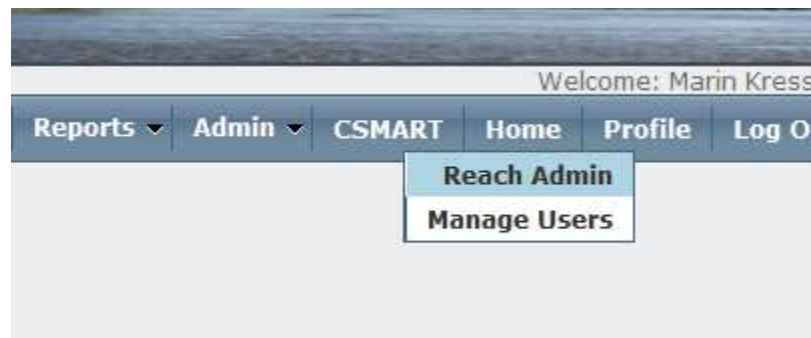 Welcome: Marin Kress
Reports Admin CSMART Home Profile Log O
Reach Admin
Manage Users